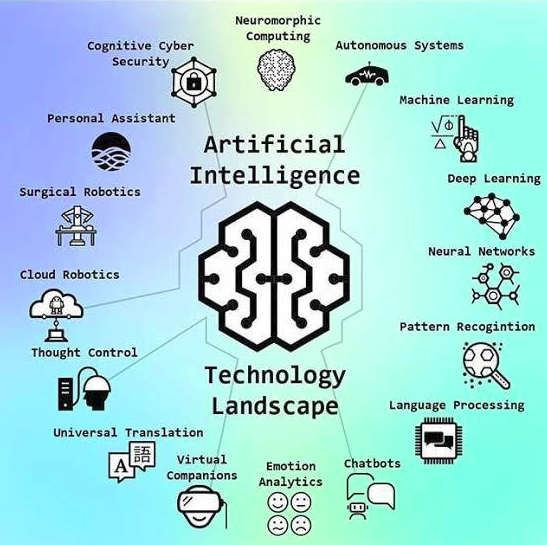 Neuromorphic
Computing
Cognitive Cyber
Security
Autonomous Systems
Machine Learning
Personal Assistant
Artificial
Intelligence
Deep Learning
Surgical Robotics
Neural Networks
Cloud Robotics
Pattern Recogintion
Thought Control
Technology
Landscape
Language Processing
Universal Translation
A 語
Virtual
Companions
Emotion
Analytics
Chatbots